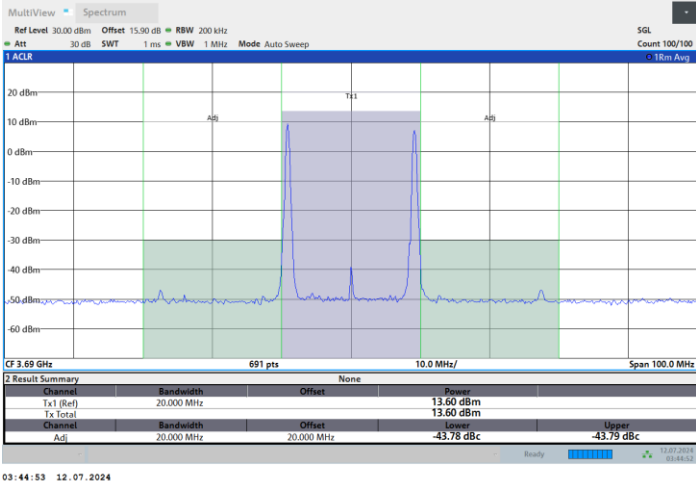 MultiView Spectrum
Ref Level 30.00 dBm Offset 15.90 dB RBW 200 kHz SGL
Att 30 dB SWT 1 ms VBW 1 MHz Mode Auto Sweep Count 100/100
1 ACLR 1Rm Avg
20 dBm
Tx1
10 dBm
Adj Adj
0 dBm
-10 dBm
-20 dBm
-30 dBm
-40 dBm
-50 dBm
-60 dBm
CF 3.69 GHz 691 pts 10.0 MHz/ Span 100.0 MHz
2 Result Summary None
Channel Bandwidth Offset Power
Tx1 (Ref) 20.000 MHz 13.60 dBm
Tx Total 13.60 dBm
Channel Bandwidth Offset Lower Upper
Adj 20.000 MHz 20.000 MHz -43.78 dBc -43.79 dBc
Ready 12.07.2024
03:44:52
03:44:53 12.07.2024